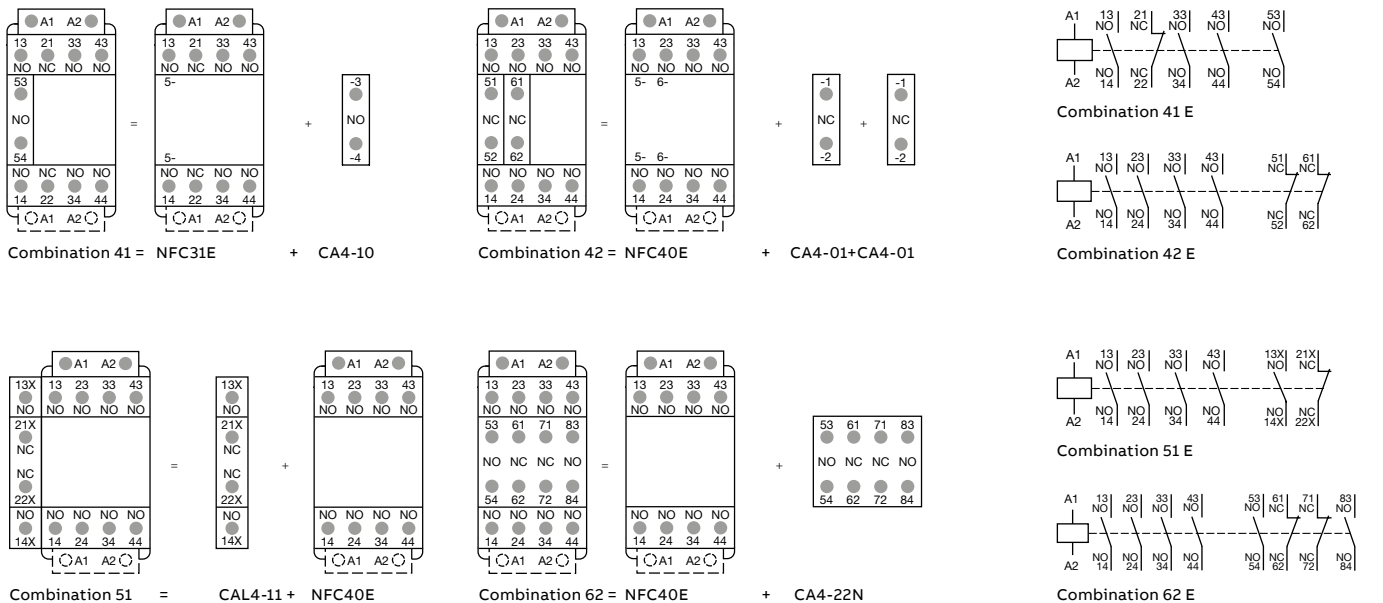 A1 A2
13 21 33 43
NO NC NO NO
53
NO
54
NO NC NO NO
14 22 34 44
A1 A2
=
A1 A2
13 21 33 43
NO NC NO NO
5-
5-
NO NC NO NO
14 22 34 44
A1 A2
+
-3
NO
-4
Combination 41 = NFC31E + CA4-10
A1 A2
13 23 33 43
NO NO NO NO
51 61
NC NC
52 62
NO NO NO NO
14 24 34 44
A1 A2
=
A1 A2
13 23 33 43
NO NO NO NO
5- 6-
5- 6-
NO NO NO NO
14 24 34 44
A1 A2
+
-1
NC
-2
+
-1
NC
-2
Combination 42 = NFC40E + CA4-01+CA4-01
A1 13 21 33 43 53
NO NC NO NO NO
NO NC NO NO NO
A2 14 22 34 44 54
Combination 41 E
A1 13 23 33 43 51 61
NO NO NO NO NC NC
NO NO NO NO NC NC
A2 14 24 34 44 52 62
Combination 42 E
A1 A2
13X 13 23 33 43
NO NO NO NO NO
21X
NC
NC
22X
NO NO NO NO NO
14X 14 24 34 44
A1 A2
=
13X
NO
21X
NC
NC
22X
NO
14X
+
A1 A2
13 23 33 43
NO NO NO NO
NO NO NO NO
14 24 34 44
A1 A2
Combination 51 = CAL4-11 + NFC40E
A1 A2
13 23 33 43
NO NO NO NO
53 61 71 83
NO NC NC NO
54 62 72 84
NO NO NO NO
14 24 34 44
A1 A2
=
A1 A2
13 23 33 43
NO NO NO NO
NO NO NO NO
14 24 34 44
A1 A2
+
53 61 71 83
NO NC NC NO
54 62 72 84
Combination 62 = NFC40E + CA4-22N
A1 13 23 33 43 13X 21X
NO NO NO NO NO NC
NO NO NO NO NO NC
A2 14 24 34 44 14X 22X
Combination 51 E
A1 13 23 33 43 53 61 71 83
NO NO NO NO NO NC NC NO
NO NO NO NO NO NC NC NO
A2 14 24 34 44 54 62 72 84
Combination 62 E